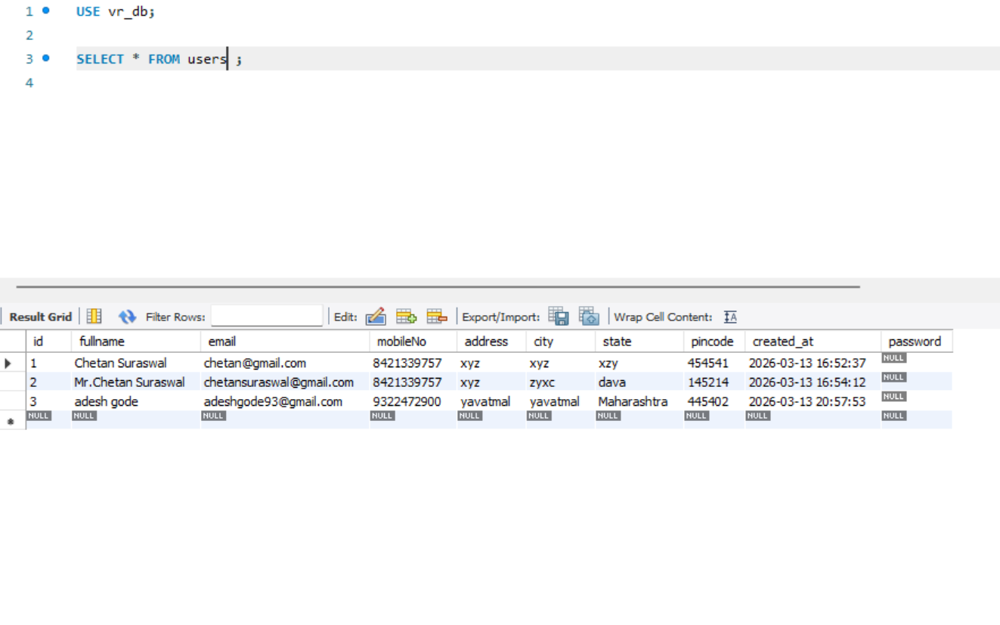 1 USE vr_db;
2
3 SELECT * FROM users ;
4
Result Grid Filter Rows: Edit: Export/Import: Wrap Cell Content: IA
id fullname email mobileNo address city state pincode created_at password
1 Chetan Suraswal chetan@gmail.com 8421339757 xyz xyz xzy 454541 2026-03-13 16:52:37 NULL
2 Mr.Chetan Suraswal chetansuraswal@gmail.com 8421339757 xyz zyxc dava 145214 2026-03-13 16:54:12 NULL
3 adesh gode adeshgode93@gmail.com 9322472900 yavatmal yavatmal Maharashtra 445402 2026-03-13 20:57:53 NULL
NULL NULL NULL NULL NULL NULL NULL NULL NULL NULL